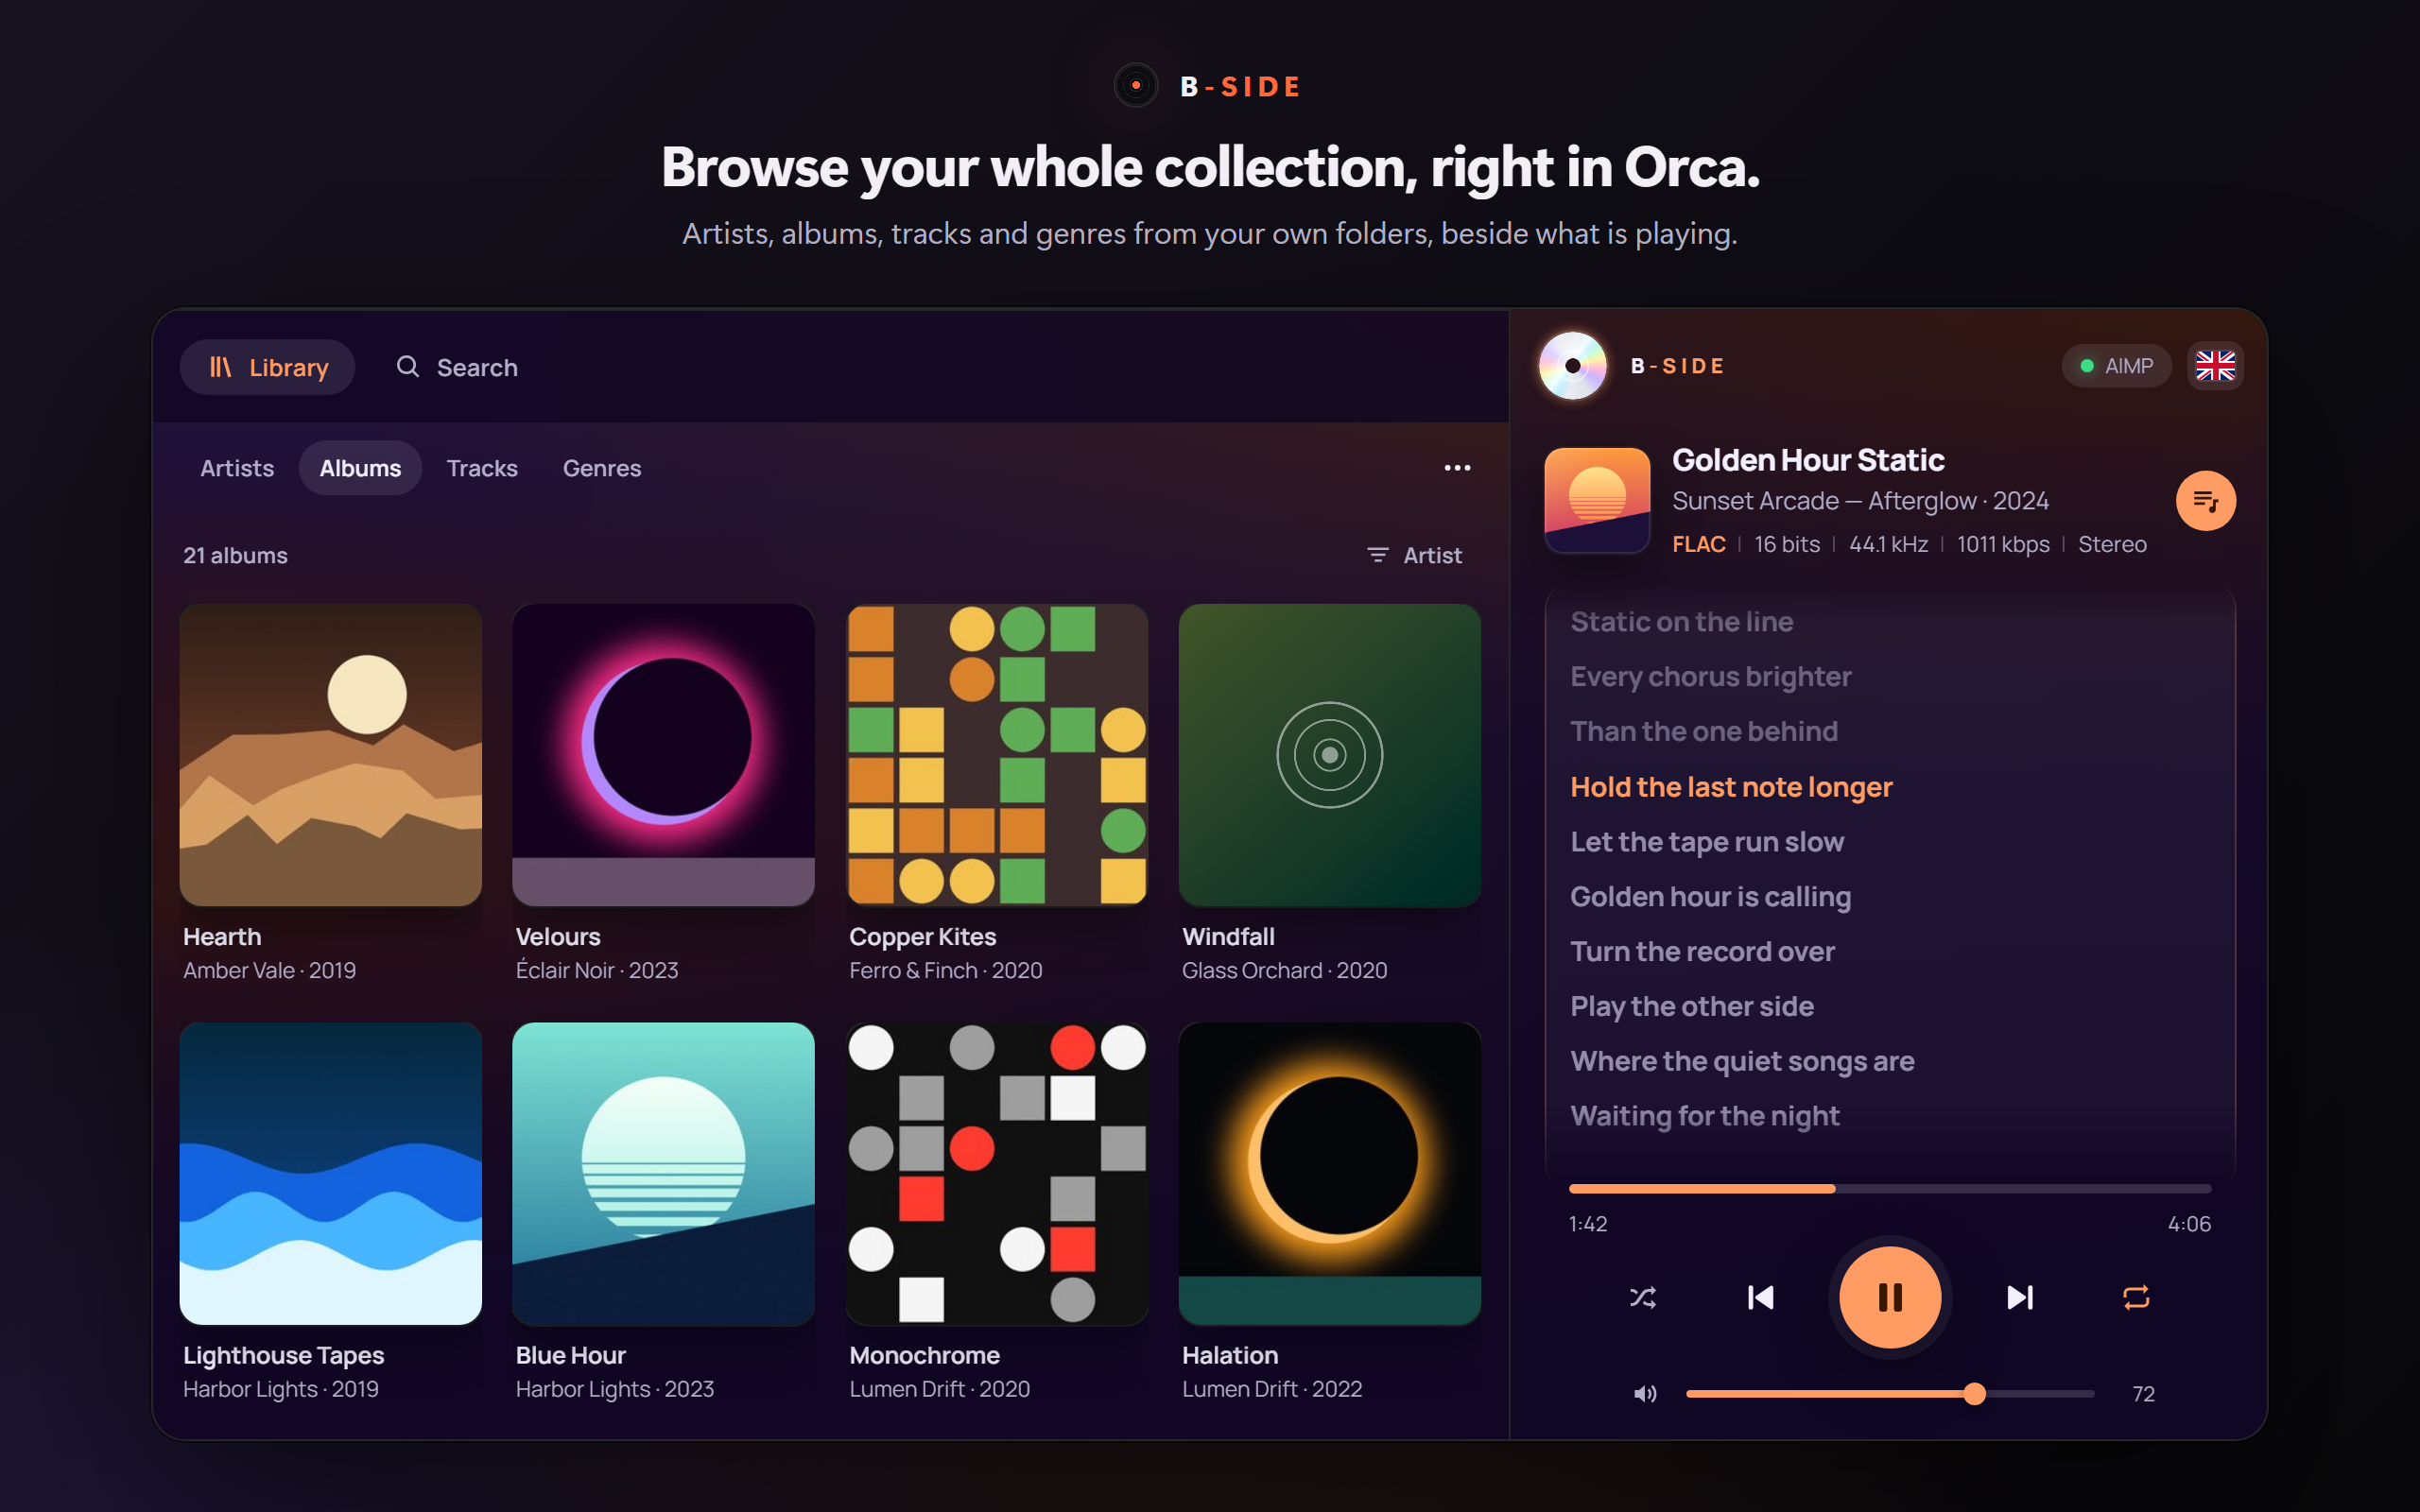 B-SIDE
Browse your whole collection, right in Orca.
Artists, albums, tracks and genres from your own folders, beside what is playing.
Library
Search
Artists
Albums
Tracks
Genres
21 albums
Artist
Hearth
Amber Vale · 2019
Velours
Éclair Noir · 2023
Copper Kites
Ferro & Finch · 2020
Windfall
Glass Orchard · 2020
Lighthouse Tapes
Harbor Lights · 2019
Blue Hour
Harbor Lights · 2023
Monochrome
Lumen Drift · 2020
Halation
Lumen Drift · 2022
B-SIDE
AIMP
Golden Hour Static
Sunset Arcade — Afterglow · 2024
FLAC | 16 bits | 44.1 kHz | 1011 kbps | Stereo
Static on the line
Every chorus brighter
Than the one behind
Hold the last note longer
Let the tape run slow
Golden hour is calling
Turn the record over
Play the other side
Where the quiet songs are
Waiting for the night
1:42
4:06
72